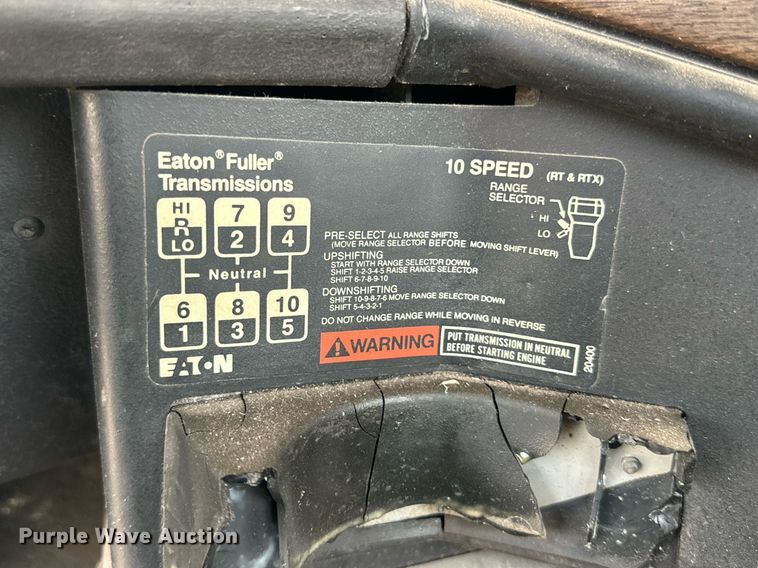 Eaton® Fuller®
Transmissions
10 SPEED (RT & RTX)
RANGE
SELECTOR
HI
LO
HI 7 9
R
LO 2 4
Neutral
6 8 10
1 3 5
EATON
PRE-SELECT ALL RANGE SHIFTS
(MOVE RANGE SELECTOR BEFORE MOVING SHIFT LEVER)
UPSHIFTING
START WITH RANGE SELECTOR DOWN
SHIFT 1-2-3-4-5 RAISE RANGE SELECTOR
SHIFT 6-7-8-9-10
DOWNSHIFTING
SHIFT 10-9-8-7-6 MOVE RANGE SELECTOR DOWN
SHIFT 5-4-3-2-1
DO NOT CHANGE RANGE WHILE MOVING IN REVERSE
WARNING
PUT TRANSMISSION IN NEUTRAL
BEFORE STARTING ENGINE
20400
Purple Wave Auction